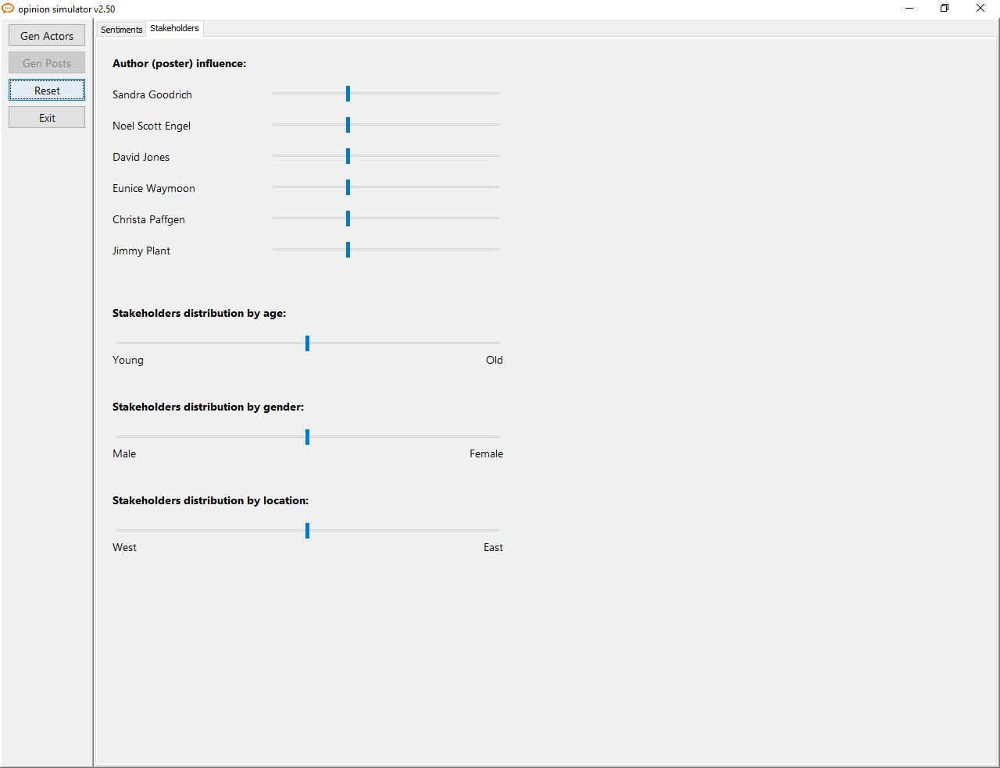 opinion simulator v2.50
Gen Actors
Gen Posts
Reset
Exit
Sentiments
Stakeholders
Author (poster) influence:
Sandra Goodrich
Noel Scott Engel
David Jones
Eunice Waymoon
Christa Paffgen
Jimmy Plant
Stakeholders distribution by age:
Young Old
Stakeholders distribution by gender:
Male Female
Stakeholders distribution by location:
West East